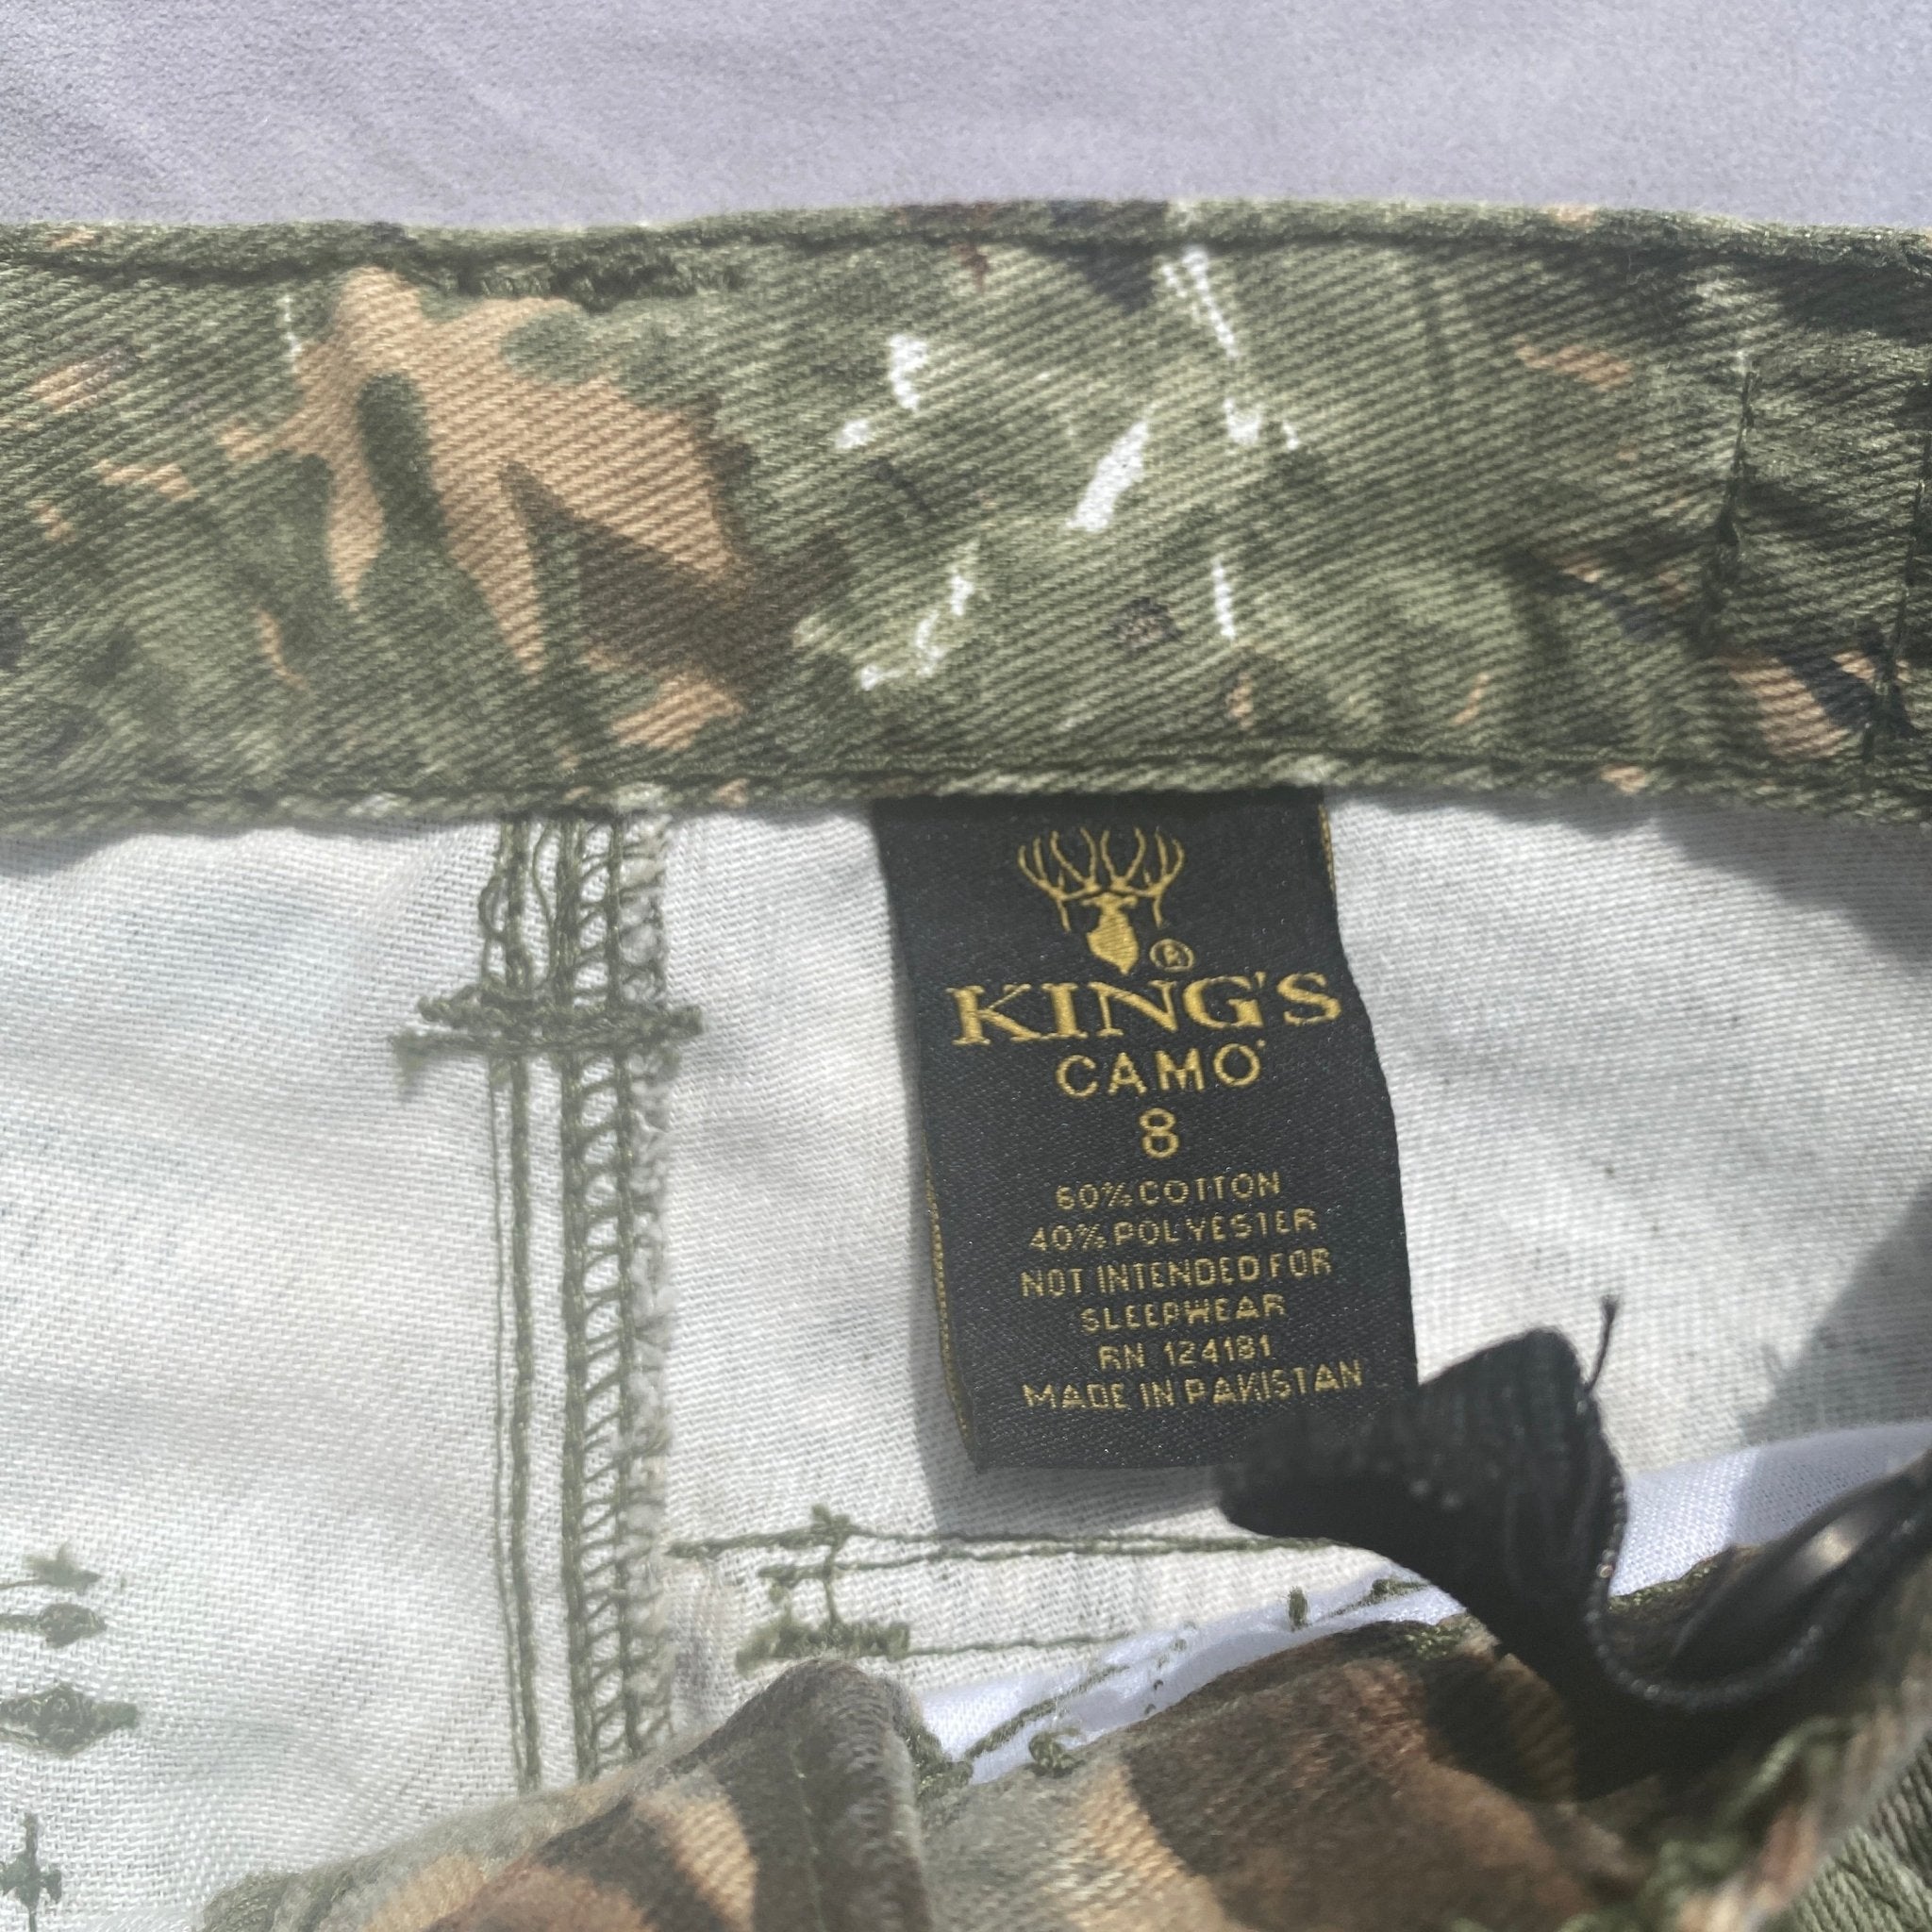 ®
KING'S
CAMO
8
60% COTTON
40% POLYESTER
NOT INTENDED FOR
SLEEPWEAR
RN 124181
MADE IN PAKISTAN